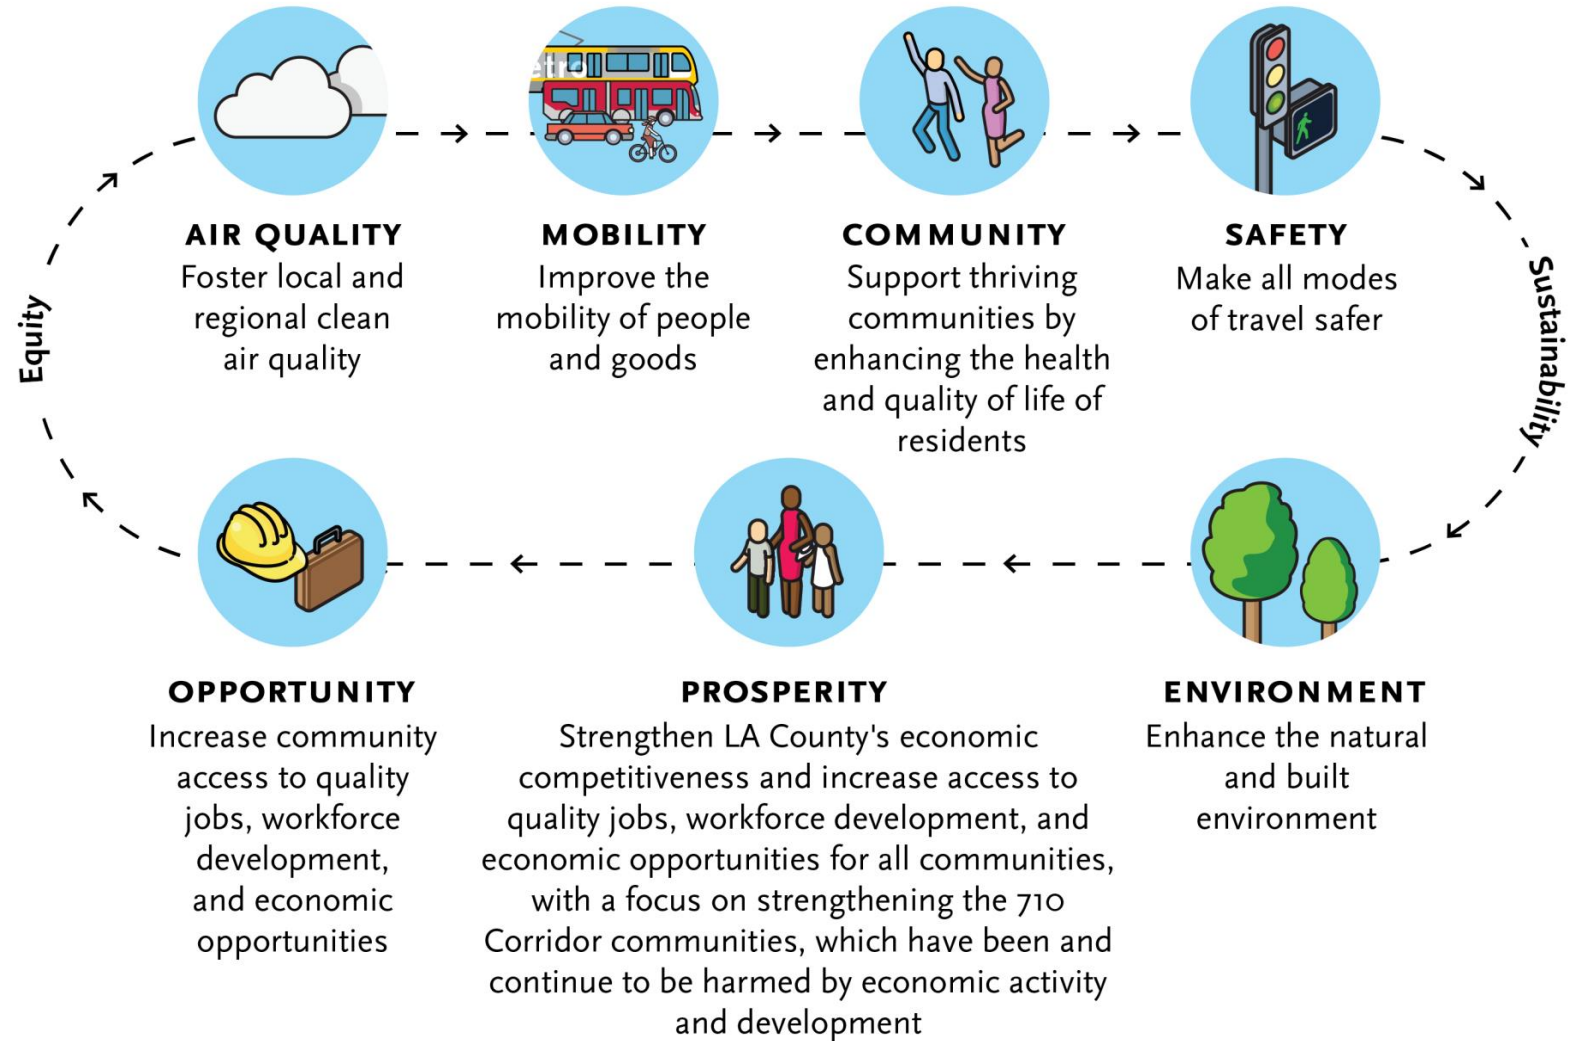 etro
AIR QUALITY
Foster local and
regional clean
air quality
MOBILITY
Improve the
mobility of people
and goods
COMMUNITY
Support thriving
communities by
enhancing the health
and quality of life of
residents
SAFETY
Make all modes
of travel safer
Sustainability
ENVIRONMENT
Enhance the natural
and built
environment
PROSPERITY
Strengthen LA County's economic
competitiveness and increase access to
quality jobs, workforce development, and
economic opportunities for all communities,
with a focus on strengthening the 710
Corridor communities, which have been and
continue to be harmed by economic activity
and development
OPPORTUNITY
Increase community
access to quality
jobs, workforce
development,
and economic
opportunities
Equity